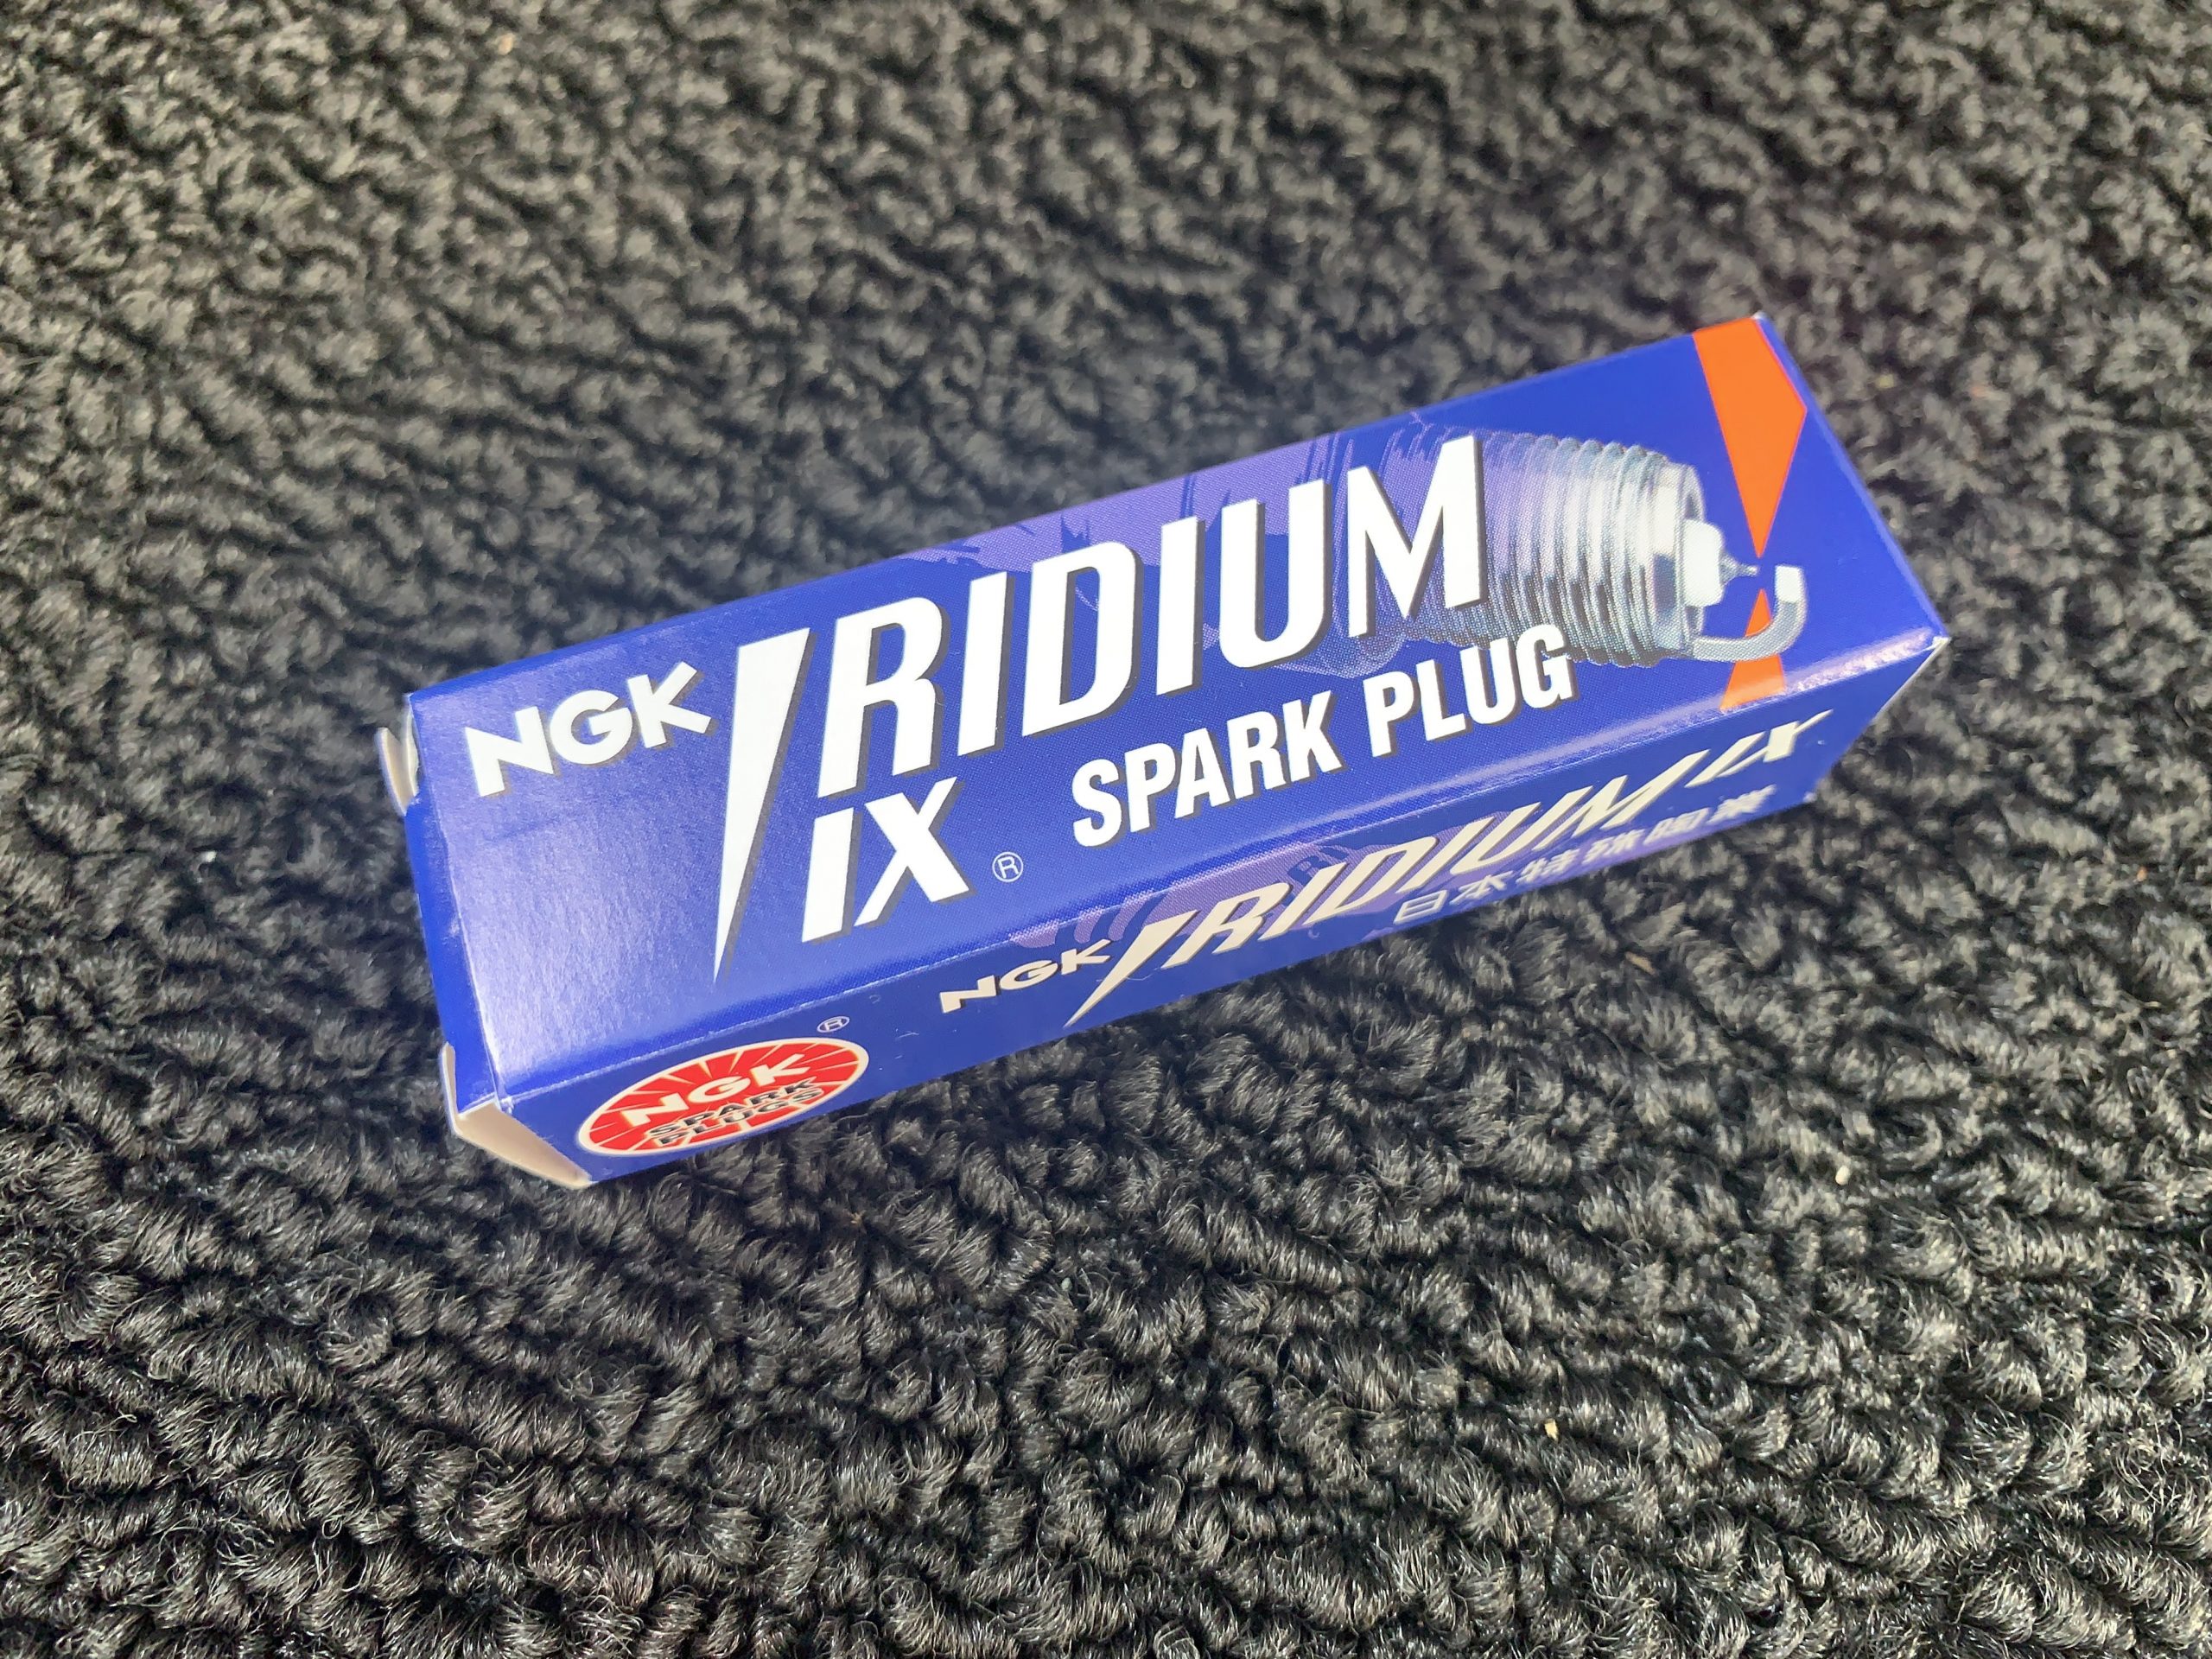 NGK IRIDIUM
IX ®
SPARK PLUG
NGK IRIDIUM IX
日本特殊陶業
®
NGK
SPARK
PLUGS